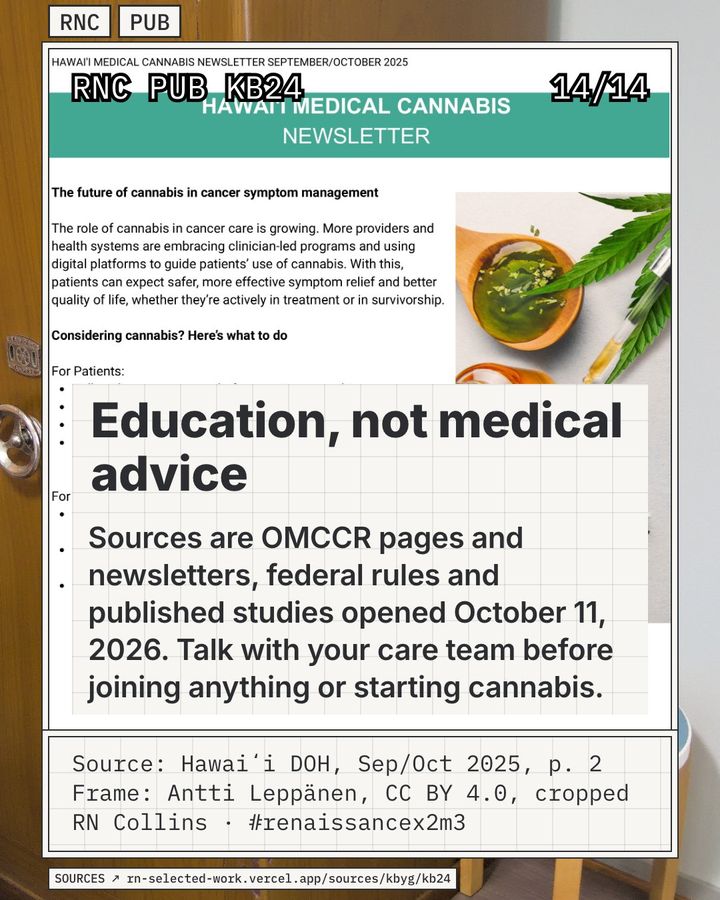 RNC PUB
HAWAI'I MEDICAL CANNABIS NEWSLETTER SEPTEMBER/OCTOBER 2025
RNC PUB KB24 14/14
HAWAI'I MEDICAL CANNABIS
NEWSLETTER
The future of cannabis in cancer symptom management
The role of cannabis in cancer care is growing. More providers and
health systems are embracing clinician-led programs and using
digital platforms to guide patients’ use of cannabis. With this,
patients can expect safer, more effective symptom relief and better
quality of life, whether they’re actively in treatment or in survivorship.
Considering cannabis? Here’s what to do
For Patients:
For
Education, not medical
advice
Sources are OMCCR pages and
newsletters, federal rules and
published studies opened October 11,
2026. Talk with your care team before
joining anything or starting cannabis.
Source: Hawaiʻi DOH, Sep/Oct 2025, p. 2
Frame: Antti Leppänen, CC BY 4.0, cropped
RN Collins · #renaissancex2m3
SOURCES ↗ rn-selected-work.vercel.app/sources/kbyg/kb24